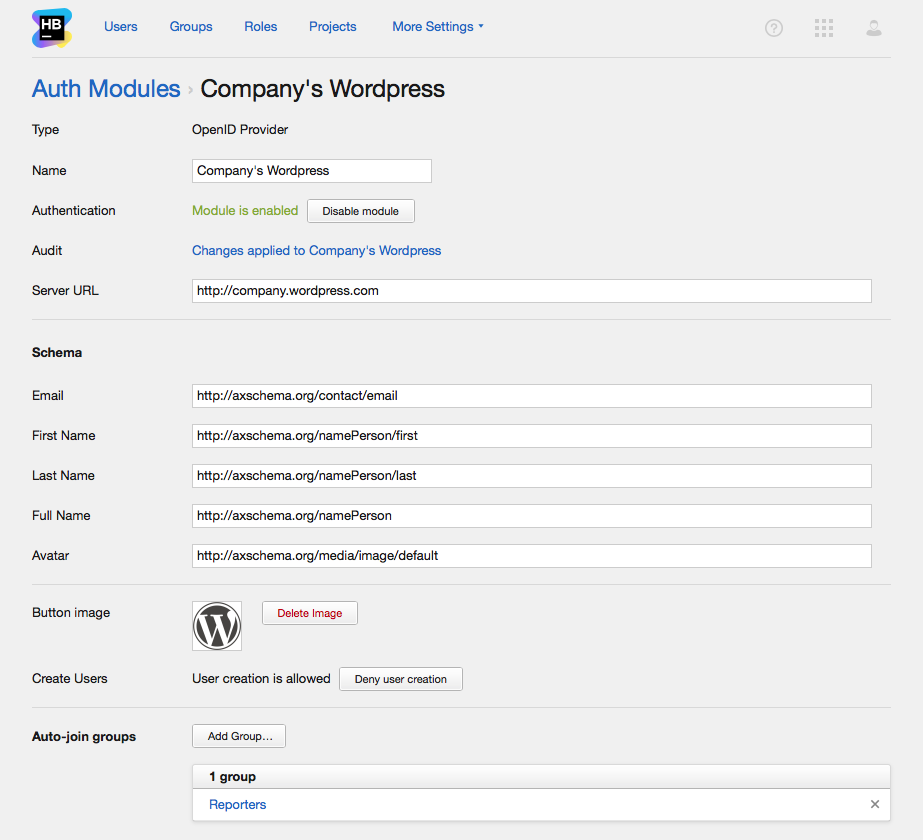 HB
Users Groups Roles Projects More Settings
?
Auth Modules › Company's Wordpress
Type OpenID Provider
Name Company's Wordpress
Authentication Module is enabled Disable module
Audit Changes applied to Company's Wordpress
Server URL http://company.wordpress.com
Schema
Email http://axschema.org/contact/email
First Name http://axschema.org/namePerson/first
Last Name http://axschema.org/namePerson/last
Full Name http://axschema.org/namePerson
Avatar http://axschema.org/media/image/default
Button image W Delete Image
Create Users User creation is allowed Deny user creation
Auto-join groups Add Group...
1 group
Reporters ×